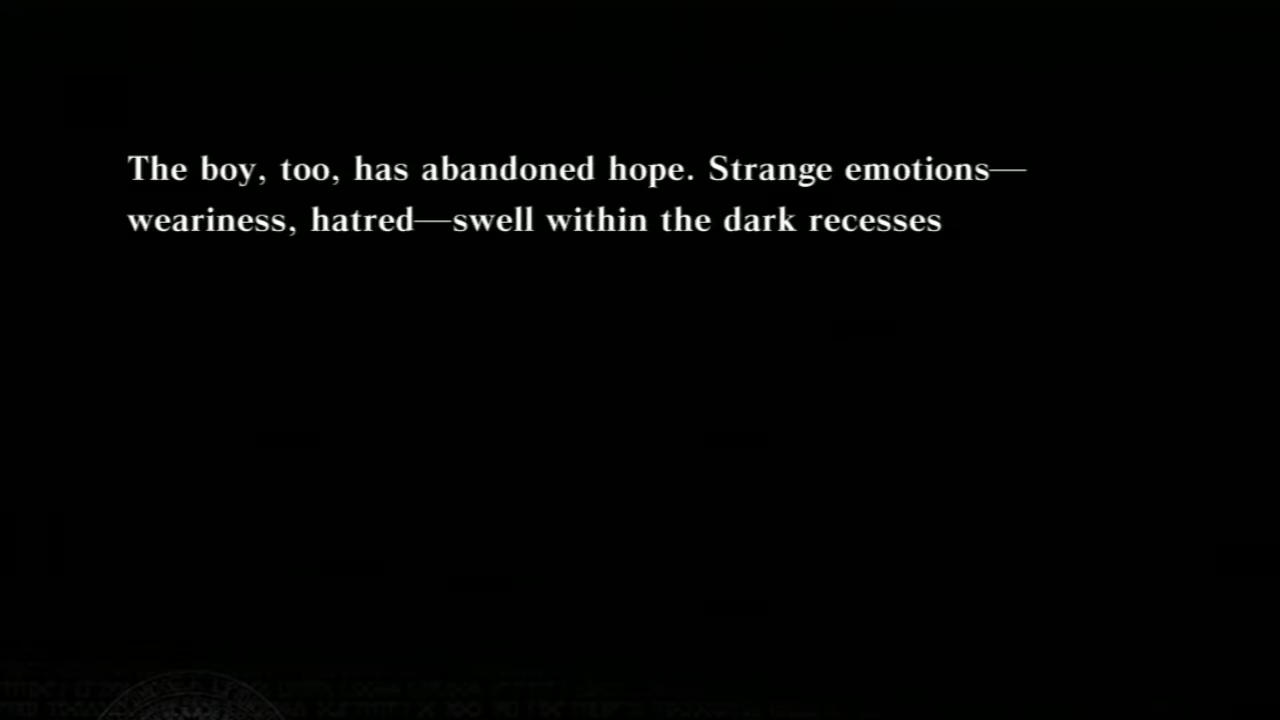 The boy, too, has abandoned hope. Strange emotions—
weariness, hatred—swell within the dark recesses